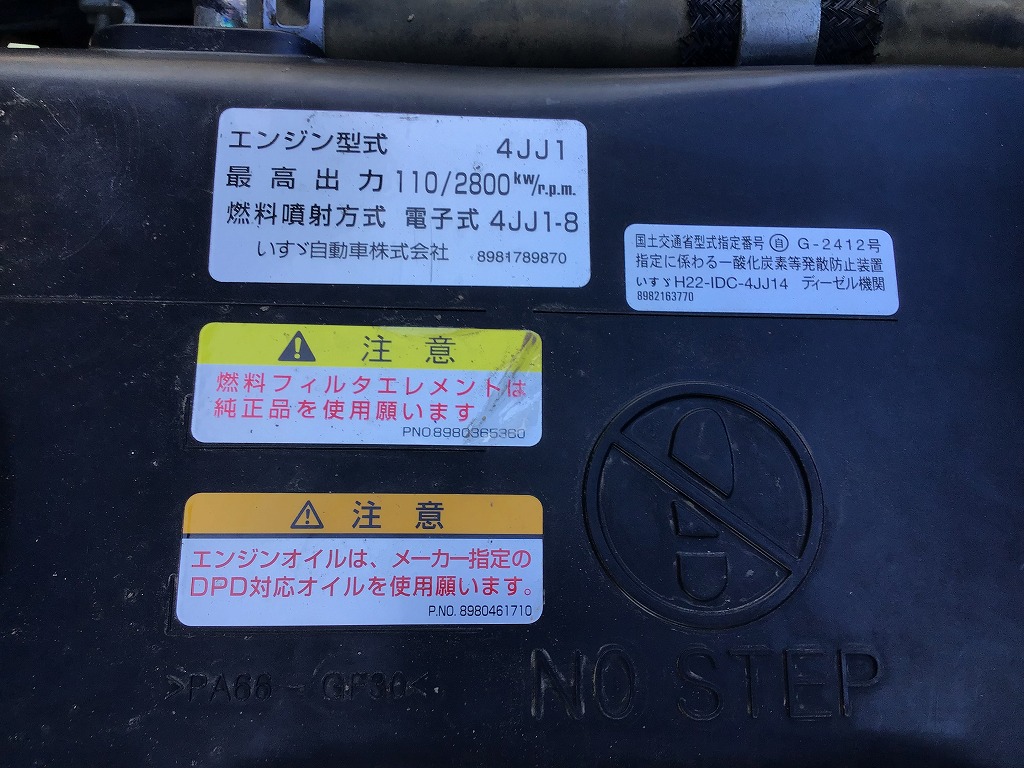 エンジン型式 4JJ1
最高出力 110/2800kw/r.p.m.
燃料噴射方式 電子式 4JJ1-8
いすゞ自動車株式会社 8981789870
国土交通省型式指定番号 自 G-2412号
指定に係わる一酸化炭素等発散防止装置
いすゞ H22-IDC-4JJ14 ディーゼル機関
8982163770
注意
燃料フィルタエレメントは
純正品を使用願います
PNO.8980365360
注意
エンジンオイルは、メーカー指定の
DPD対応オイルを使用願います。
P.NO. 8980461710
NO STEP
>PA66-GF30<